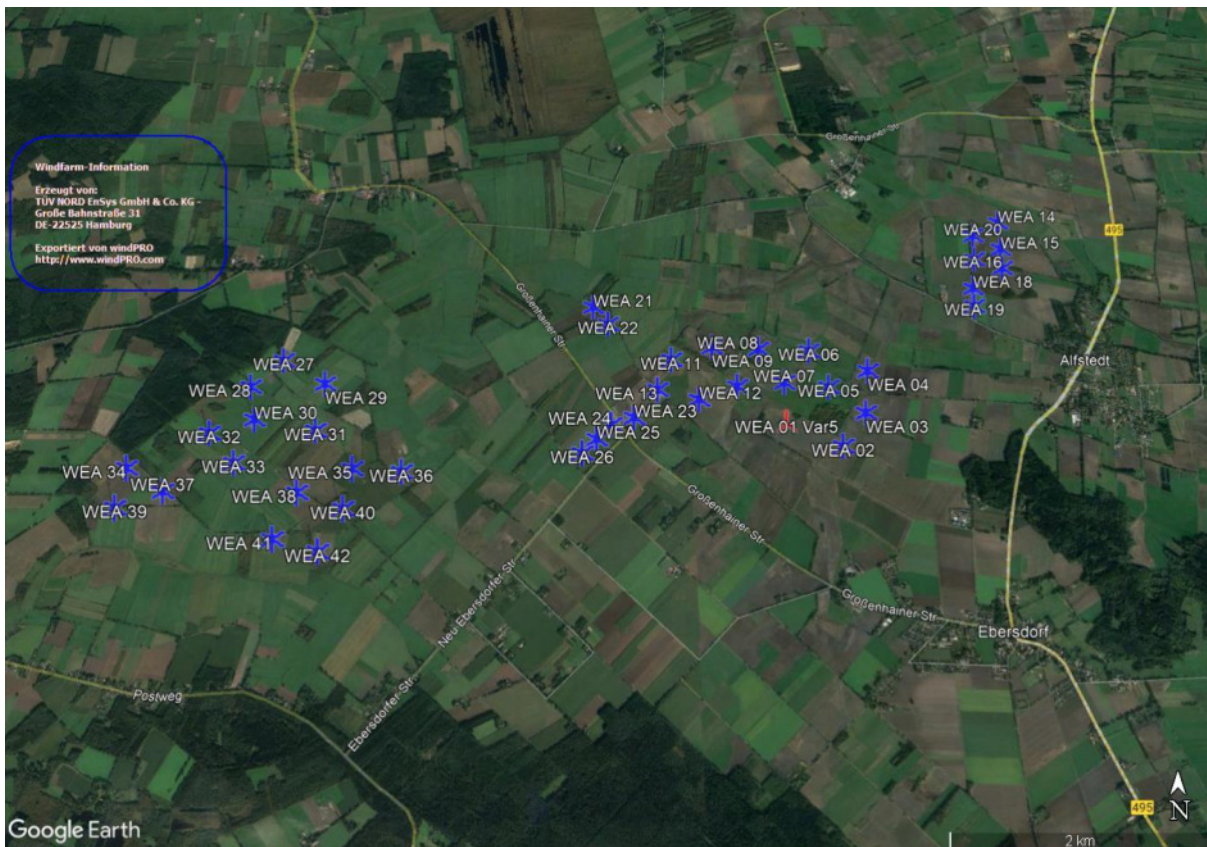 Windfarm-Information
Erzeugt von:
TÜV NORD EnSys GmbH & Co. KG -
Große Bahnstraße 31
DE-22525 Hamburg
Exportiert von windPRO
http://www.windPRO.com
Großenhainer Str.
495
WEA 14
WEA 20
WEA 15
WEA 16
WEA 18
WEA 19
Großenhainer Str.
WEA 21
WEA 22
WEA 08
WEA 06
WEA 09
WEA 11
WEA 07
WEA 04
WEA 05
WEA 13
WEA 12
WEA 23
WEA 03
WEA 24
WEA 01 Var5
WEA 25
WEA 02
WEA 26
Alfstedt
WEA 27
WEA 28
WEA 29
WEA 30
WEA 31
WEA 32
WEA 33
WEA 34
WEA 35
WEA 36
WEA 37
WEA 38
WEA 39
WEA 40
WEA 41
WEA 42
Großenhainer Str.
Neu Ebersdorfer Str.
Großenhainer Str.
Ebersdorf
Postweg
Ebersdorfer Str.
495
N
Google Earth
2 km